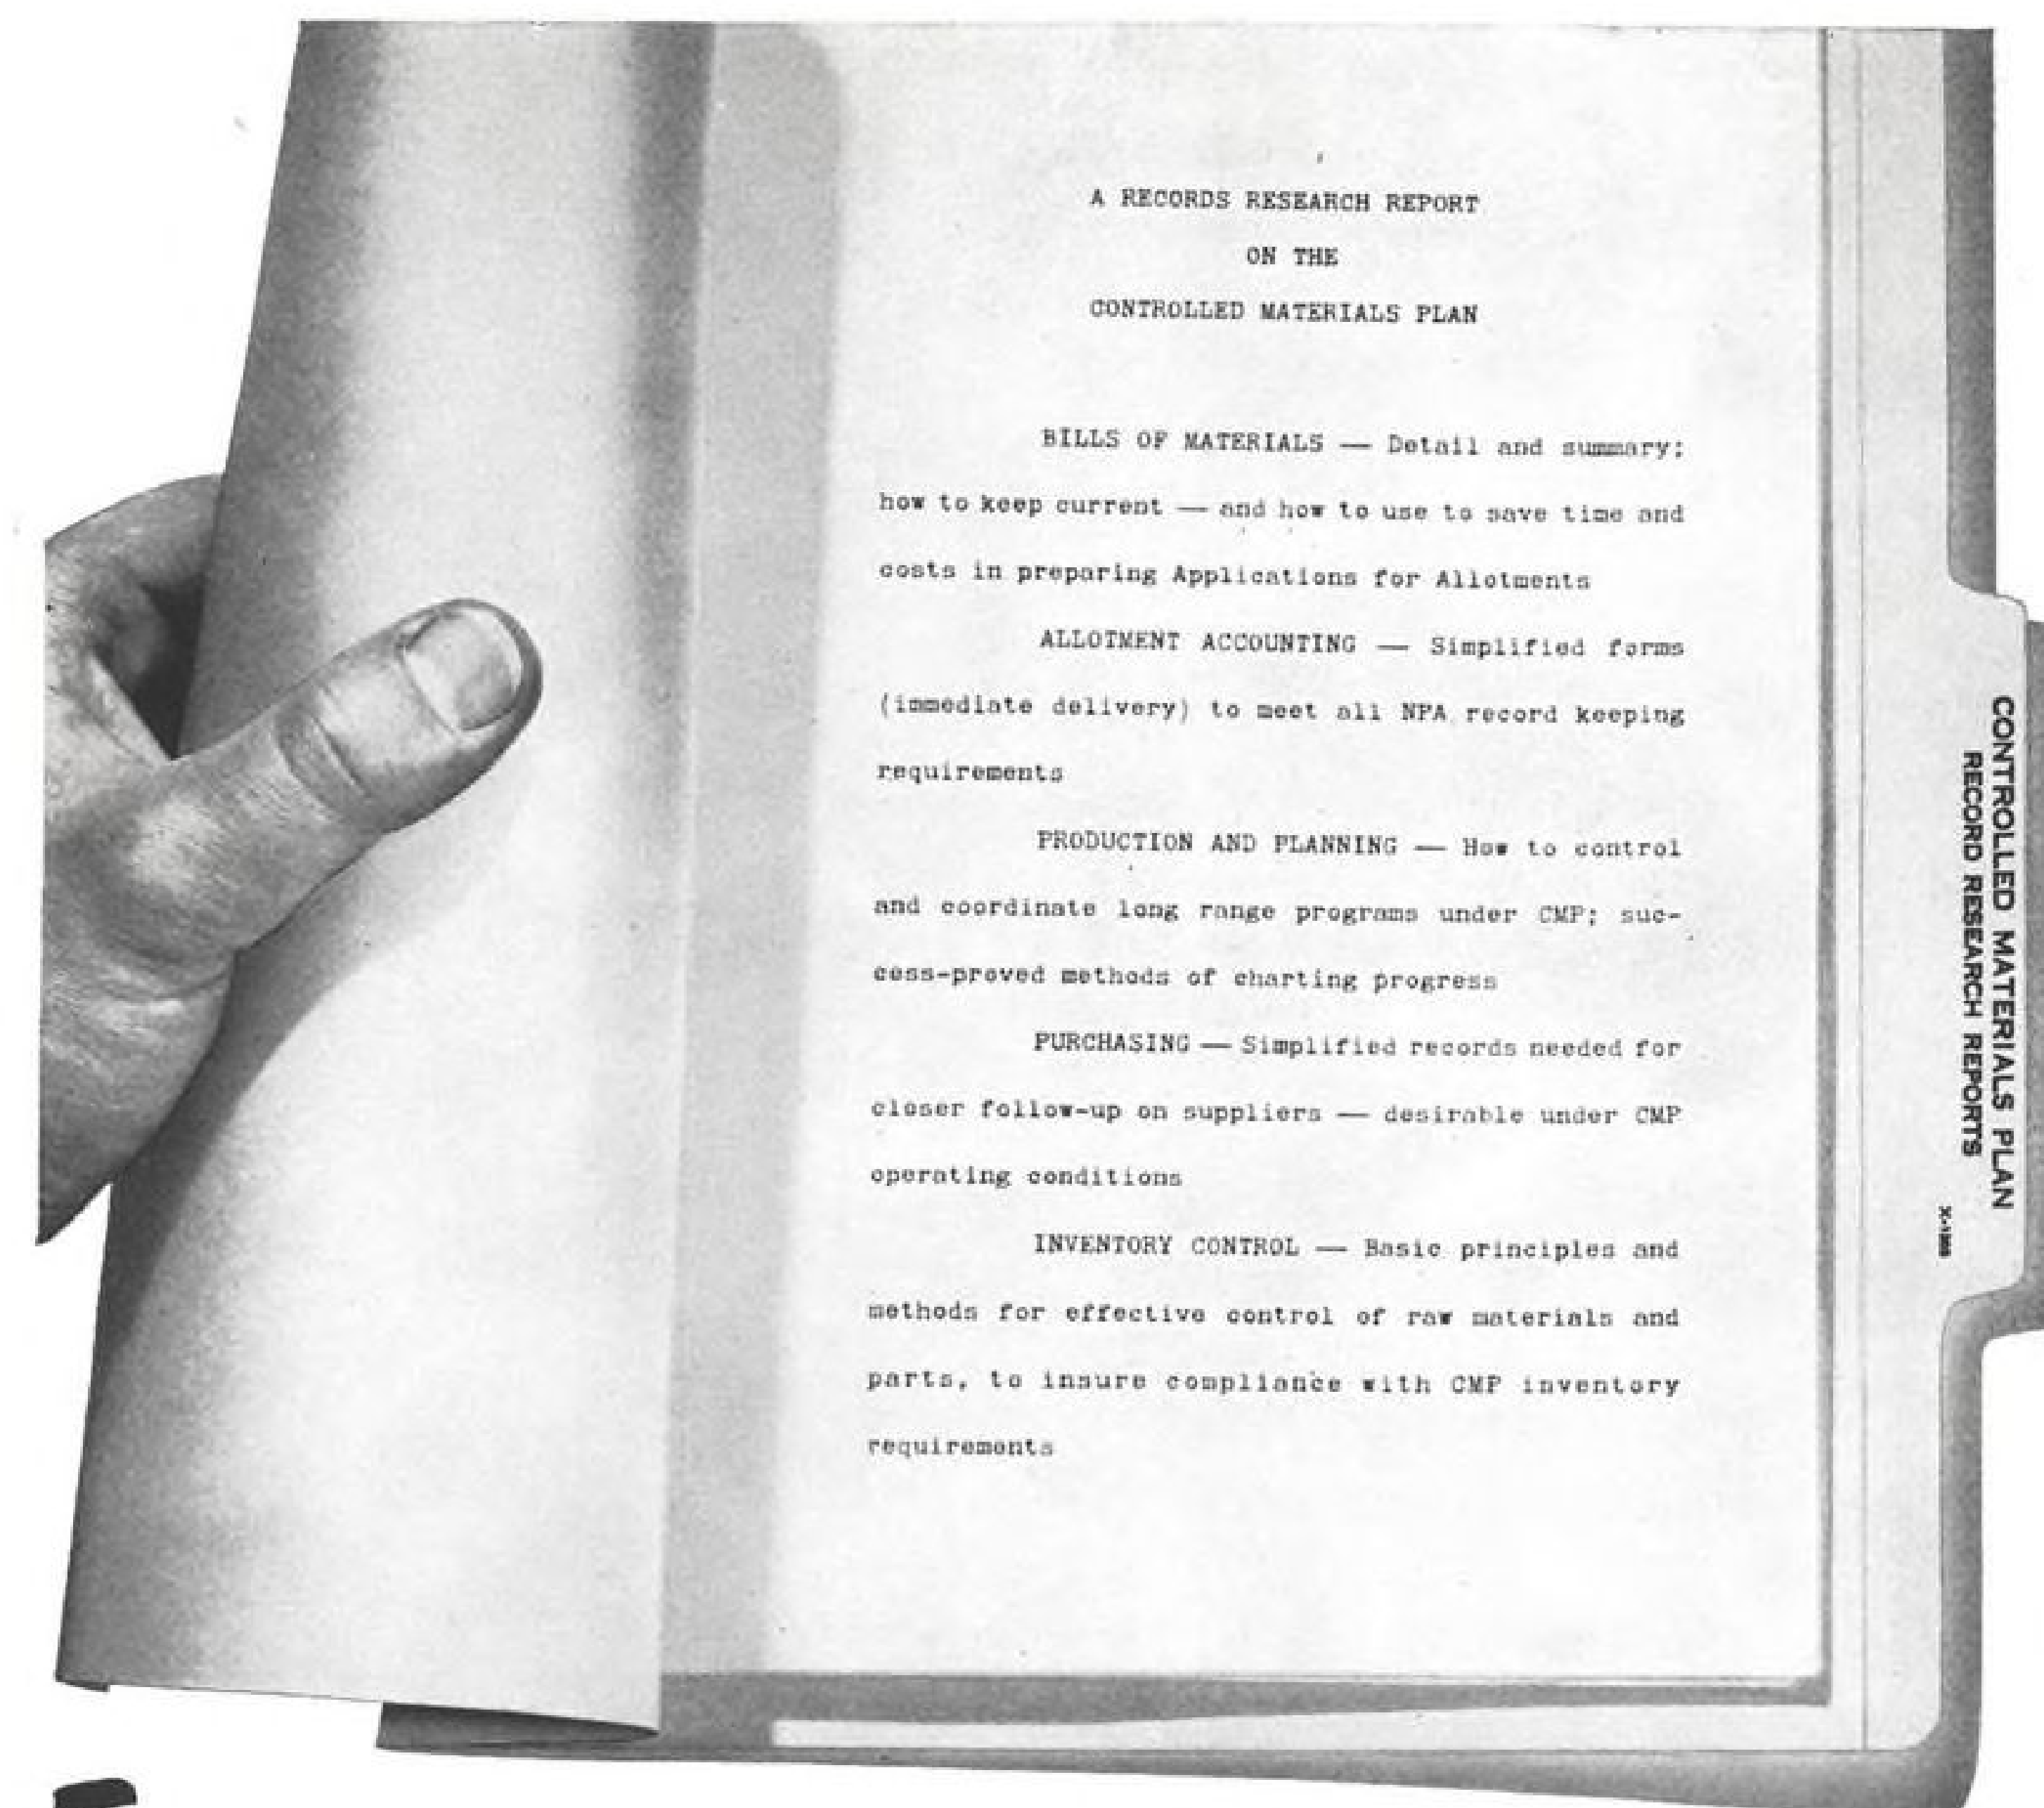 A RECORDS RESEARCH REPORT
ON THE
CONTROLLED MATERIALS PLAN
BILLS OF MATERIALS — Detail and summary;
how to keep current — and how to use to save time and
costs in preparing Applications for Allotments
ALLOTMENT ACCOUNTING — Simplified forms
(immediate delivery) to meet all NPA record keeping
requirements
PRODUCTION AND PLANNING — How to control
and coordinate long range programs under CMP; suc-
cess-proved methods of charting progress
PURCHASING — Simplified records needed for
closer follow-up on suppliers — desirable under CMP
operating conditions
INVENTORY CONTROL — Basic principles and
methods for effective control of raw materials and
parts, to insure compliance with CMP inventory
requirements
CONTROLLED MATERIALS PLAN
RECORD RESEARCH REPORTS